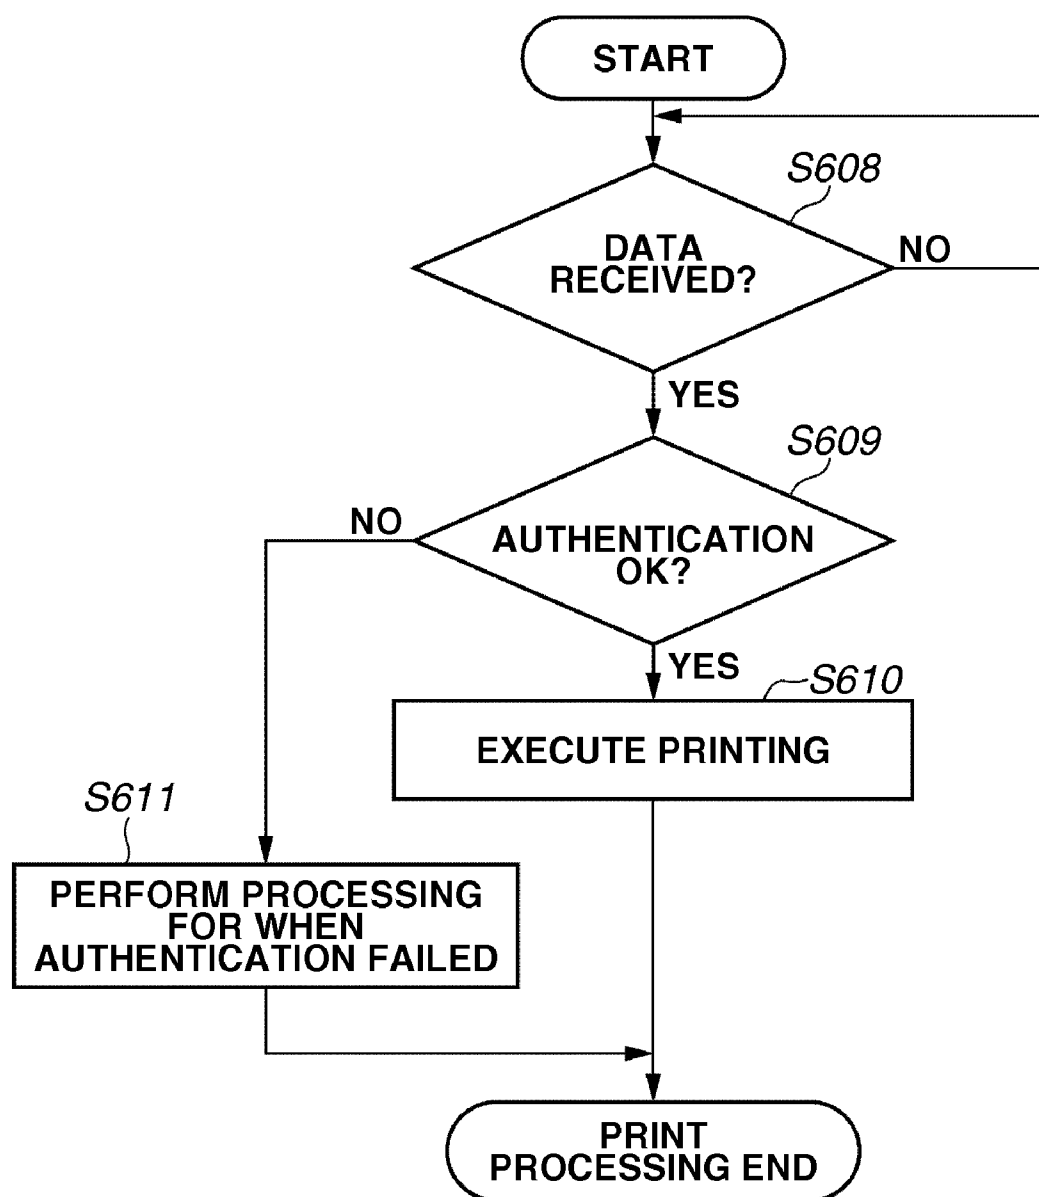 START
S608
DATA
RECEIVED?
NO
YES
S609
NO
AUTHENTICATION
OK?
YES
S610
EXECUTE PRINTING
S611
PERFORM PROCESSING
FOR WHEN
AUTHENTICATION FAILED
PRINT
PROCESSING END